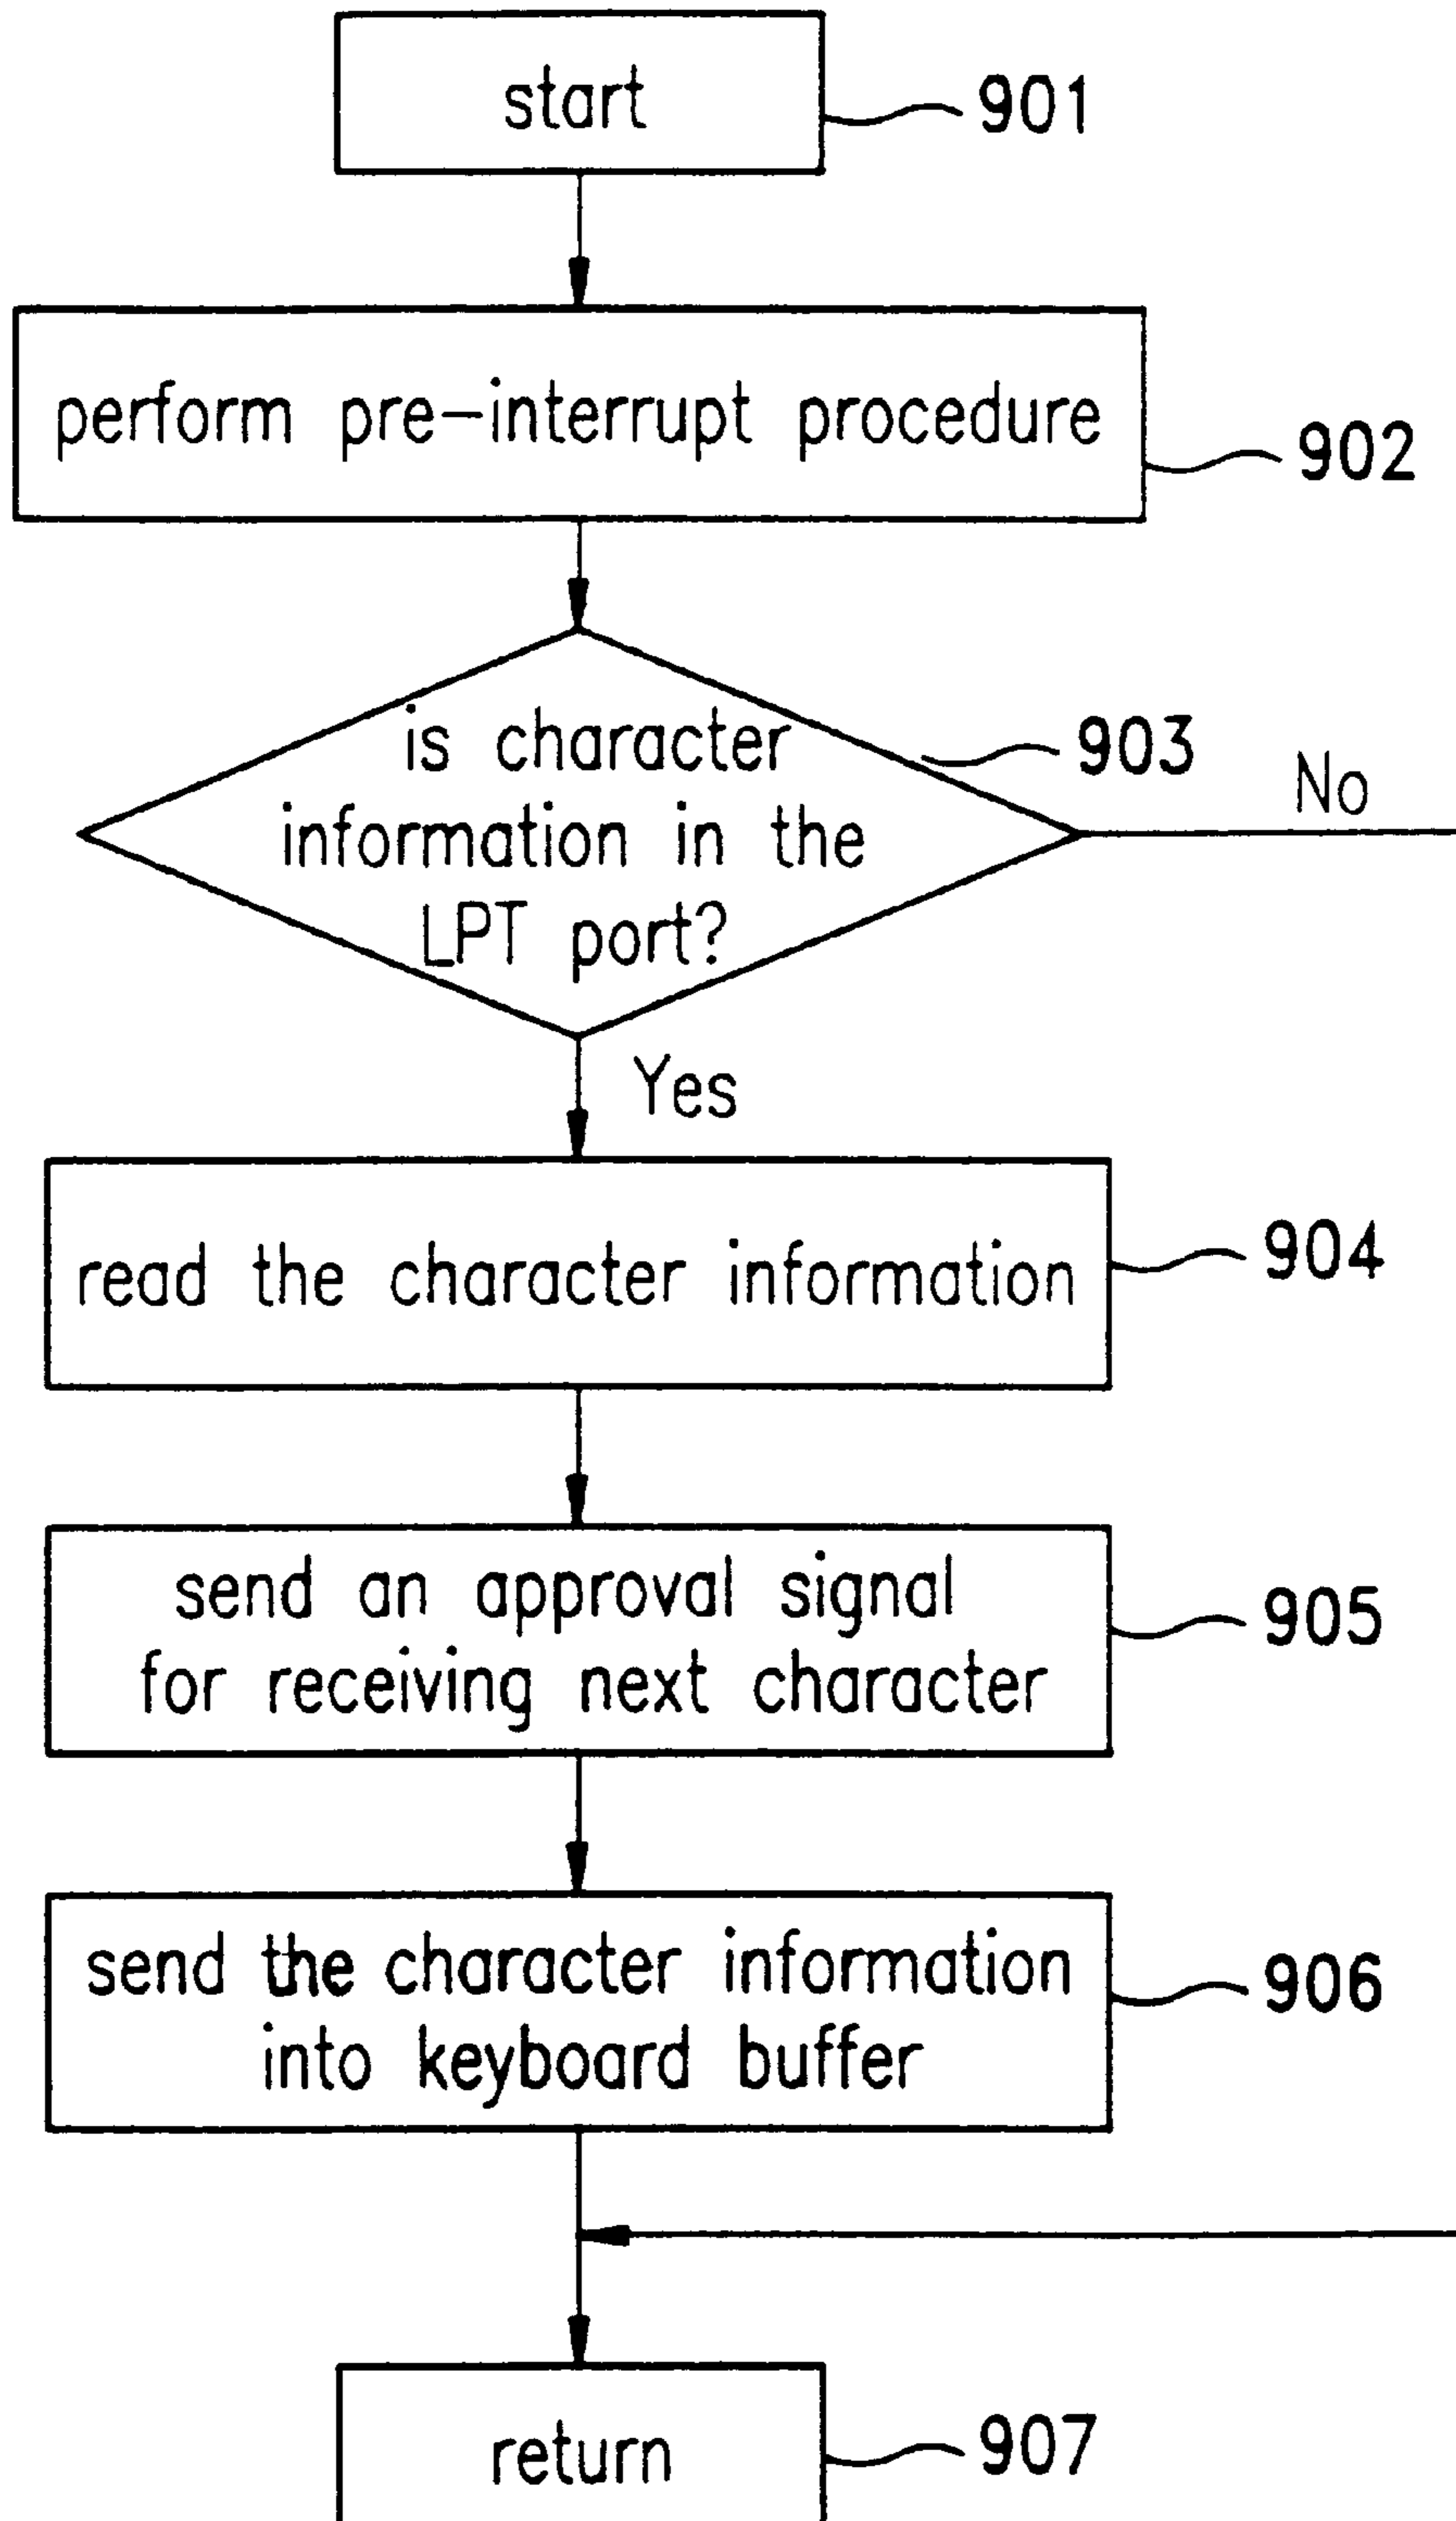 start
901
perform pre-interrupt procedure
902
is character
903
No
information in the
LPT port?
Yes
read the character information
904
send an approval signal
905
for receiving next character
send the character information
906
into keyboard buffer
return
907